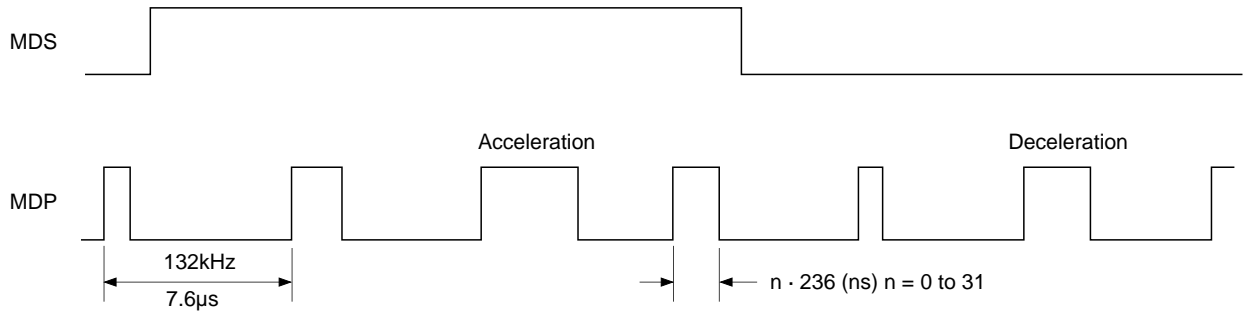 MDS
Acceleration
Deceleration
MDP
132kHz
7.6µs
n · 236 (ns) n = 0 to 31